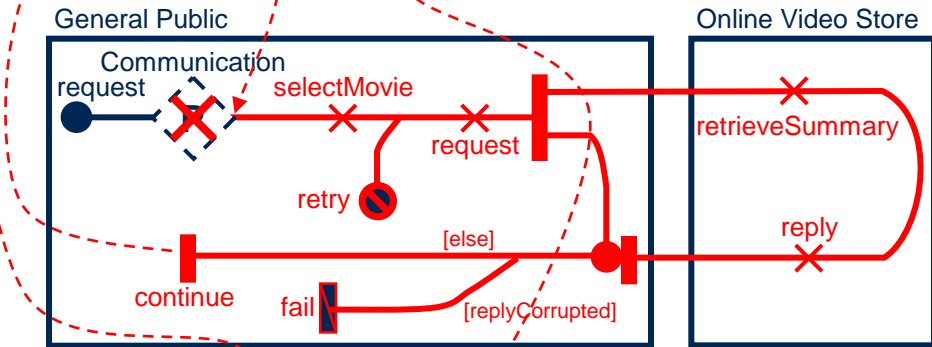 General Public
Online Video Store
Communication
request
selectMovie
request
retrieveSummary
retry
reply
[else]
continue
fail
[replyCorrupted]